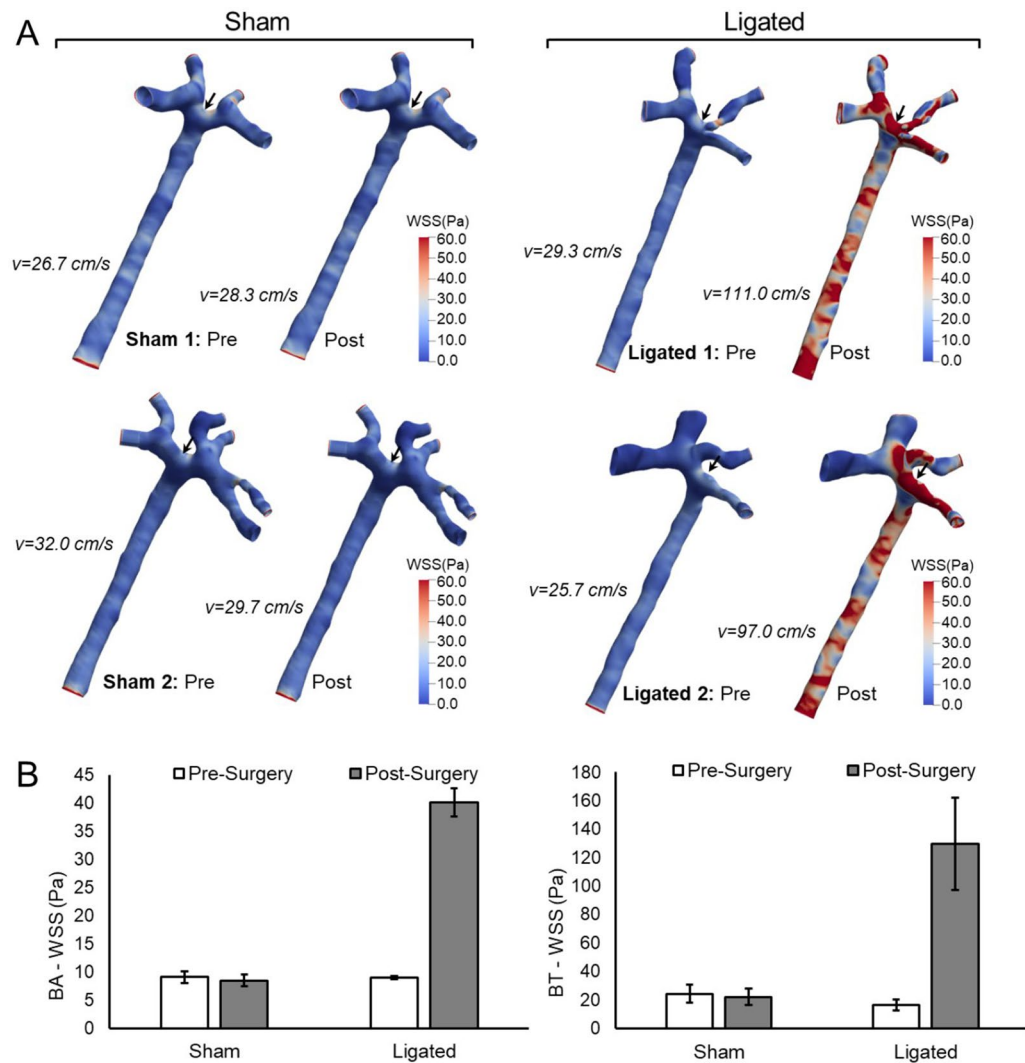 A
Sham
Ligated
WSS(Pa)
60.0
50.0
40.0
30.0
20.0
10.0
0.0
v=26.7 cm/s
v=28.3 cm/s
Sham 1: Pre
Post
WSS(Pa)
60.0
50.0
40.0
30.0
20.0
10.0
0.0
v=29.3 cm/s
v=111.0 cm/s
Ligated 1: Pre
Post
WSS(Pa)
60.0
50.0
40.0
30.0
20.0
10.0
0.0
v=32.0 cm/s
v=29.7 cm/s
Sham 2: Pre
Post
WSS(Pa)
60.0
50.0
40.0
30.0
20.0
10.0
0.0
v=25.7 cm/s
v=97.0 cm/s
Ligated 2: Pre
Post
B
Pre-Surgery
Post-Surgery
BA - WSS (Pa)
45
40
35
30
25
20
15
10
5
0
Sham
Ligated
Pre-Surgery
Post-Surgery
BT - WSS (Pa)
180
160
140
120
100
80
60
40
20
0
Sham
Ligated